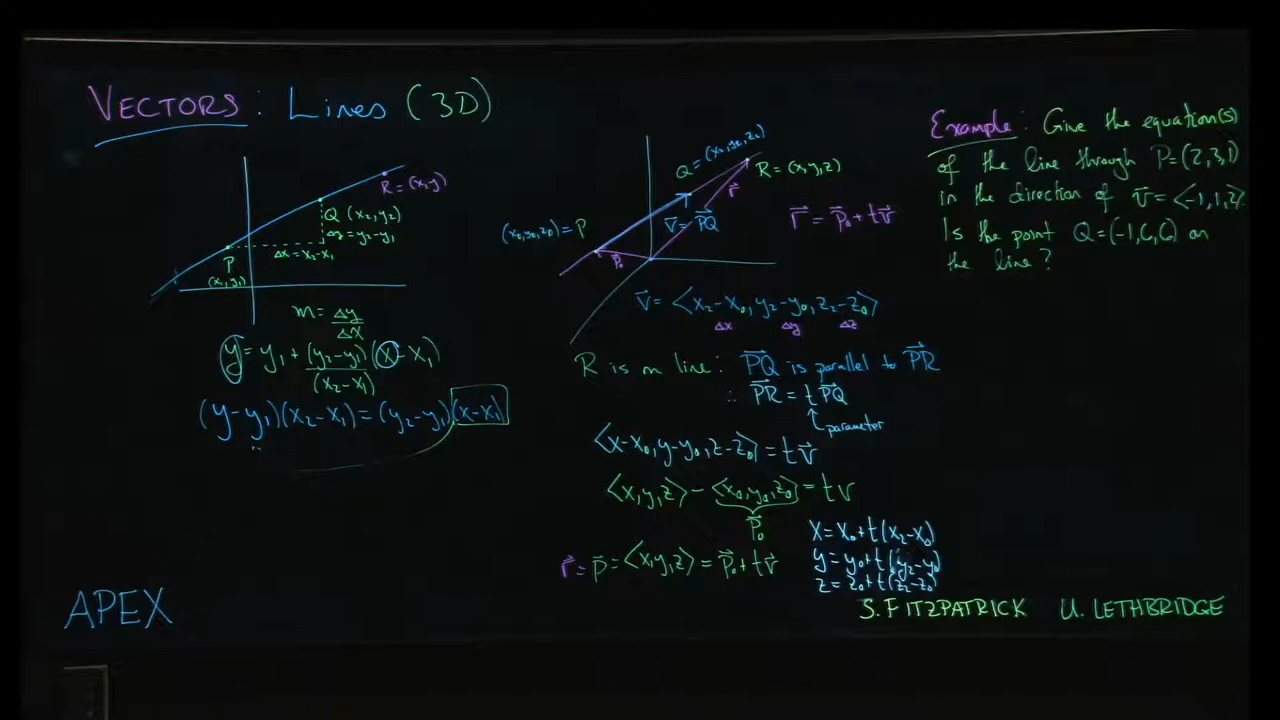 VECTORS: Lines (3D)
R=(x,y)
Q (x₂,y₂)
Δy=y₂-y₁
Δx=x₂-x₁
P
(x₁,y₁)
m=Δy/Δx
y=y₁+(y₂-y₁)/(x₂-x₁)(x-x₁)
(y-y₁)(x₂-x₁)=(y₂-y₁)(x-x₁)
APEX
Q=(x₂,y₂,z₂)
R=(x,y,z)
r⃗
(x₀,y₀,z₀)=P
v⃗=PQ⃗
p⃗₀
r⃗=p⃗₀+tv⃗
v⃗=⟨x₂-x₀,y₂-y₀,z₂-z₀⟩
Δx Δy Δz
R is on line: PQ⃗ is parallel to PR⃗
∴ PR⃗=tPQ⃗
parameter
⟨x-x₀,y-y₀,z-z₀⟩=tv⃗
⟨x,y,z⟩-⟨x₀,y₀,z₀⟩=tv
p⃗₀
r⃗=p⃗=⟨x,y,z⟩=p⃗₀+tv⃗
x=x₀+t(x₂-x₀)
y=y₀+t(y₂-y₀)
z=z₀+t(z₂-z₀)
Example: Give the equation(s)
of the line through P=(2,3,1)
in the direction of v⃗=⟨-1,1,2⟩.
Is the point Q=(-1,6,6) on
the line?
S. FITZPATRICK U. LETHBRIDGE